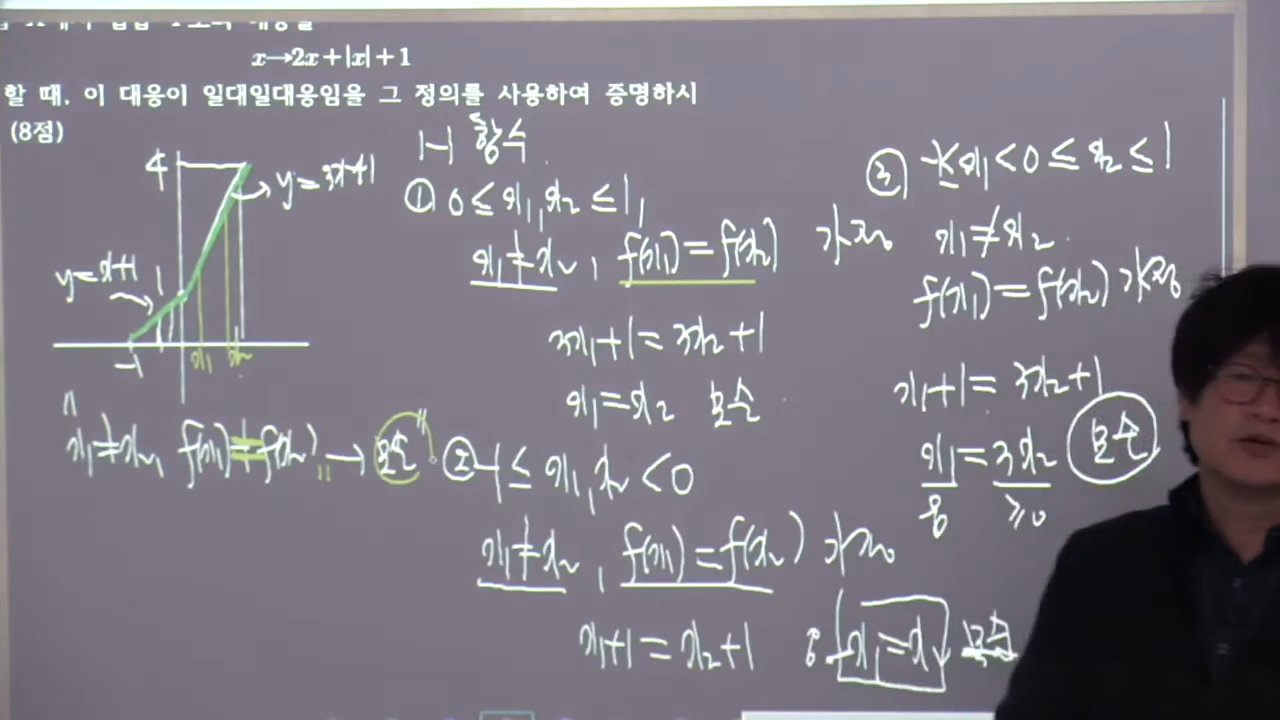 x→2x+|x|+1
할 때, 이 대응이 일대일대응임을 그 정의를 사용하여 증명하시
(8점)
4
y=3x+1
y=x+1
1
-1
x₁ x₂
"x₁≠x₂, f(x₁)=f(x₂)" → 모순"
1-1 함수
① 0≤x₁,x₂≤1,
x₁≠x₂, f(x₁)=f(x₂) 가정
3x₁+1=3x₂+1
x₁=x₂ 모순
② -1≤x₁,x₂<0
x₁≠x₂, f(x₁)=f(x₂) 가정
x₁+1=x₂+1
x₁=x₂ 모순
③ -1≤x₁<0≤x₂≤1
x₁≠x₂
f(x₁)=f(x₂) 가정
x₁+1=3x₂+1
x₁=3x₂ 모순
음 ≥0